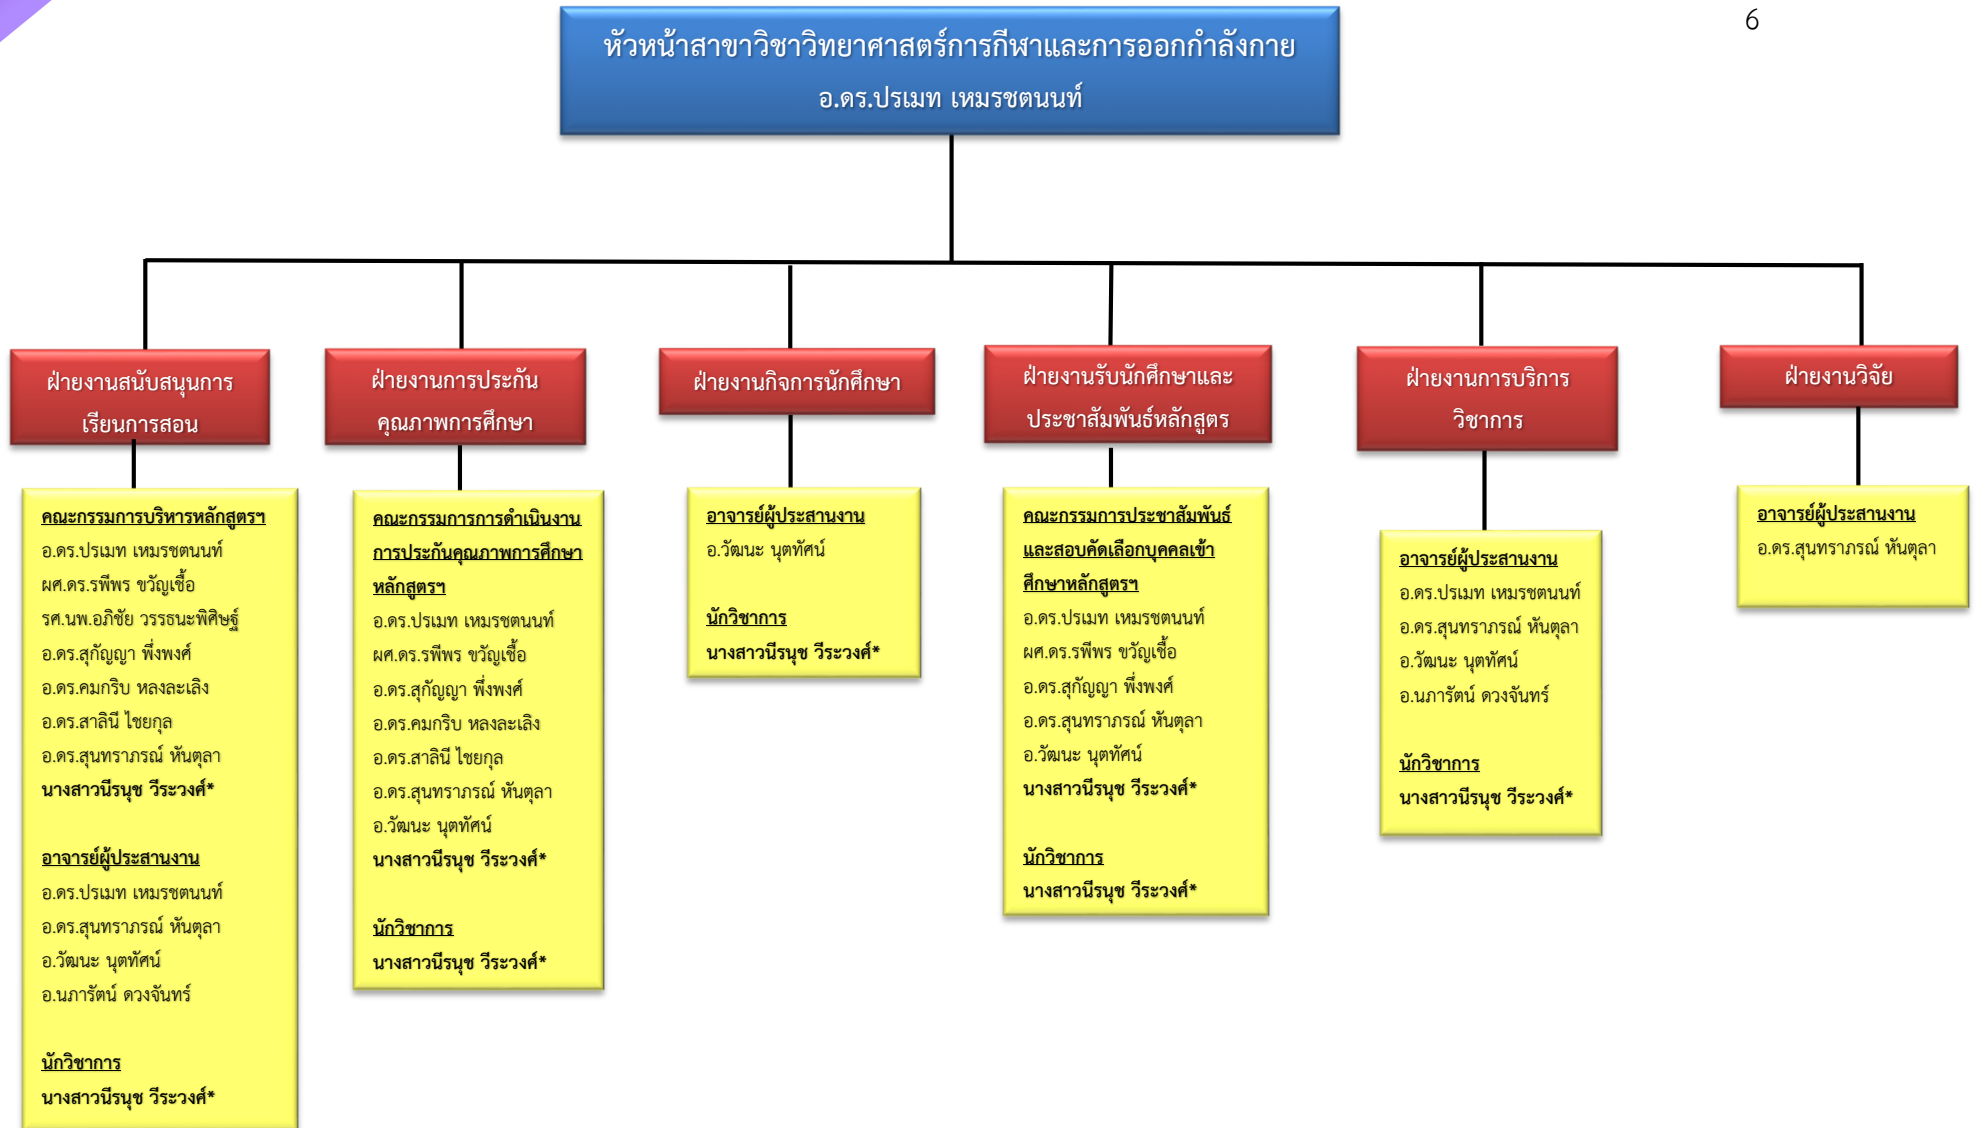 6
หัวหน้าสาขาวิชาวิทยาศาสตร์การกีฬาและการออกกำลังกาย
อ.ดร.ปรเมท เหมรชตนนท์
ฝ่ายงานสนับสนุนการ
เรียนการสอน
คณะกรรมการบริหารหลักสูตรฯ
อ.ดร.ปรเมท เหมรชตนนท์
ผศ.ดร.รพีพร ขวัญเชื้อ
รศ.นพ.อภิชัย วรรธนะพิศิษฐ์
อ.ดร.สุกัญญา พึ่งพงศ์
อ.ดร.คมกริบ หลงละเลิง
อ.ดร.สาลินี ไชยกุล
อ.ดร.สุนทราภรณ์ หันตุลา
นางสาวนีรนุช วีระวงศ์*
อาจารย์ผู้ประสานงาน
อ.ดร.ปรเมท เหมรชตนนท์
อ.ดร.สุนทราภรณ์ หันตุลา
อ.วัฒนะ นุตทัศน์
อ.นภารัตน์ ดวงจันทร์
นักวิชาการ
นางสาวนีรนุช วีระวงศ์*
ฝ่ายงานการประกัน
คุณภาพการศึกษา
คณะกรรมการการดำเนินงาน
การประกันคุณภาพการศึกษา
หลักสูตรฯ
อ.ดร.ปรเมท เหมรชตนนท์
ผศ.ดร.รพีพร ขวัญเชื้อ
อ.ดร.สุกัญญา พึ่งพงศ์
อ.ดร.คมกริบ หลงละเลิง
อ.ดร.สาลินี ไชยกุล
อ.ดร.สุนทราภรณ์ หันตุลา
อ.วัฒนะ นุตทัศน์
นางสาวนีรนุช วีระวงศ์*
นักวิชาการ
นางสาวนีรนุช วีระวงศ์*
ฝ่ายงานกิจการนักศึกษา
อาจารย์ผู้ประสานงาน
อ.วัฒนะ นุตทัศน์
นักวิชาการ
นางสาวนีรนุช วีระวงศ์*
ฝ่ายงานรับนักศึกษาและ
ประชาสัมพันธ์หลักสูตร
คณะกรรมการประชาสัมพันธ์
และสอบคัดเลือกบุคคลเข้า
ศึกษาหลักสูตรฯ
อ.ดร.ปรเมท เหมรชตนนท์
ผศ.ดร.รพีพร ขวัญเชื้อ
อ.ดร.สุกัญญา พึ่งพงศ์
อ.ดร.สุนทราภรณ์ หันตุลา
อ.วัฒนะ นุตทัศน์
นางสาวนีรนุช วีระวงศ์*
นักวิชาการ
นางสาวนีรนุช วีระวงศ์*
ฝ่ายงานการบริการ
วิชาการ
อาจารย์ผู้ประสานงาน
อ.ดร.ปรเมท เหมรชตนนท์
อ.ดร.สุนทราภรณ์ หันตุลา
อ.วัฒนะ นุตทัศน์
อ.นภารัตน์ ดวงจันทร์
นักวิชาการ
นางสาวนีรนุช วีระวงศ์*
ฝ่ายงานวิจัย
อาจารย์ผู้ประสานงาน
อ.ดร.สุนทราภรณ์ หันตุลา